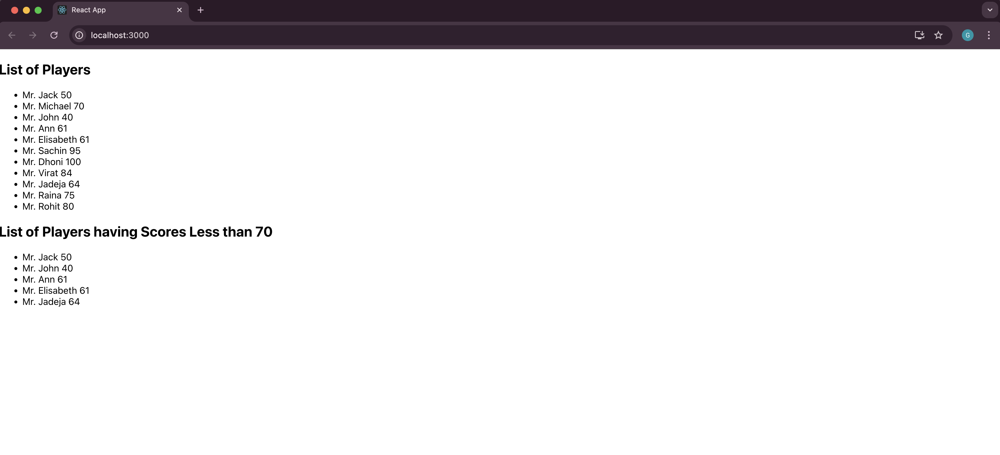 React App
localhost:3000
G
List of Players
Mr. Jack 50
Mr. Michael 70
Mr. John 40
Mr. Ann 61
Mr. Elisabeth 61
Mr. Sachin 95
Mr. Dhoni 100
Mr. Virat 84
Mr. Jadeja 64
Mr. Raina 75
Mr. Rohit 80
List of Players having Scores Less than 70
Mr. Jack 50
Mr. John 40
Mr. Ann 61
Mr. Elisabeth 61
Mr. Jadeja 64